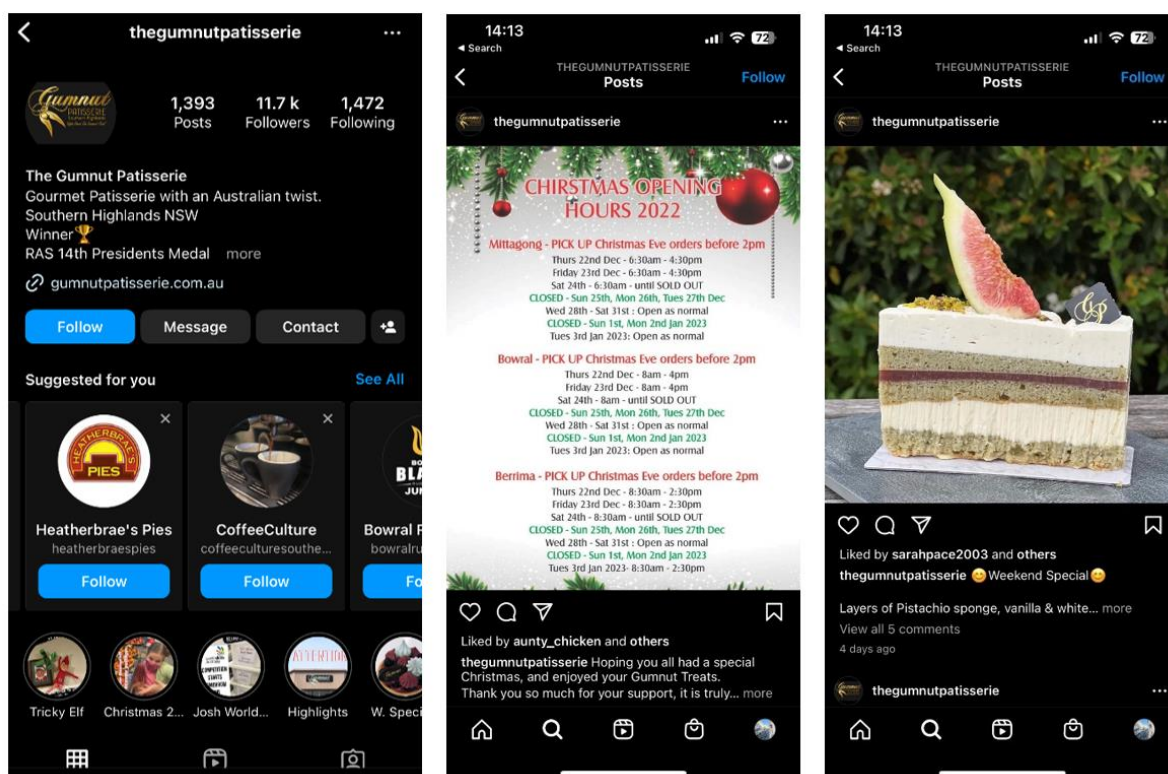 thegumnutpatisserie
Gumnut
PATISSERIE
1,393
Posts
11.7 k
Followers
1,472
Following
The Gumnut Patisserie
Gourmet Patisserie with an Australian twist.
Southern Highlands NSW
Winner🏆
RAS 14th Presidents Medal more
gumnutpatisserie.com.au
Follow
Message
Contact
Suggested for you
See All
HEATHERBRAE'S
PIES
Heatherbrae's Pies
heatherbraespies
Follow
CoffeeCulture
coffeeculturesouthe...
Follow
BO
BLA
JUN
Bowral R
bowralru
Fo
ATTENTION
Tricky Elf
Christmas 2...
Josh World...
Highlights
W. Speci
14:13
72
Search
THEGUMNUTPATISSERIE
Posts
Follow
thegumnutpatisserie
CHIRSTMAS OPENING
HOURS 2022
Mittagong - PICK UP Christmas Eve orders before 2pm
Thurs 22nd Dec - 6:30am - 4:30pm
Friday 23rd Dec - 6:30am - 4:30pm
Sat 24th - 6:30am - until SOLD OUT
CLOSED - Sun 25th, Mon 26th, Tues 27th Dec
Wed 28th - Sat 31st : Open as normal
CLOSED - Sun 1st, Mon 2nd Jan 2023
Tues 3rd Jan 2023: Open as normal
Bowral - PICK UP Christmas Eve orders before 2pm
Thurs 22nd Dec - 8am - 4pm
Friday 23rd Dec - 8am - 4pm
Sat 24th - 8am - until SOLD OUT
CLOSED - Sun 25th, Mon 26th, Tues 27th Dec
Wed 28th - Sat 31st : Open as normal
CLOSED - Sun 1st, Mon 2nd Jan 2023
Tues 3rd Jan 2023: Open as normal
Berrima - PICK UP Christmas Eve orders before 2pm
Thurs 22nd Dec - 8:30am - 2:30pm
Friday 23rd Dec - 8:30am - 2:30pm
Sat 24th - 8:30am - until SOLD OUT
CLOSED - Sun 25th, Mon 26th, Tues 27th Dec
Wed 28th - Sat 31st : Open as normal
CLOSED - Sun 1st, Mon 2nd Jan 2023
Tues 3rd Jan 2023- 8:30am - 2:30pm
Liked by aunty_chicken and others
thegumnutpatisserie Hoping you all had a special
Christmas, and enjoyed your Gumnut Treats.
Thank you so much for your support, it is truly... more
14:13
72
Search
THEGUMNUTPATISSERIE
Posts
Follow
thegumnutpatisserie
GP
Liked by sarahpace2003 and others
thegumnutpatisserie 😋Weekend Special😋
Layers of Pistachio sponge, vanilla & white... more
View all 5 comments
4 days ago
thegumnutpatisserie